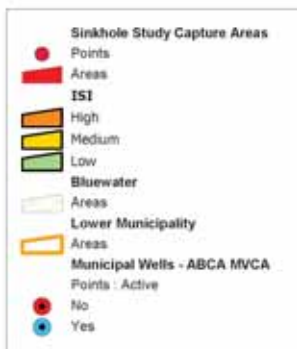 Sinkhole Study Capture Areas
Points
Areas
ISI
High
Medium
Low
Bluewater
Areas
Lower Municipality
Areas
Municipal Wells - ABCA MVCA
Points : Active
No
Yes